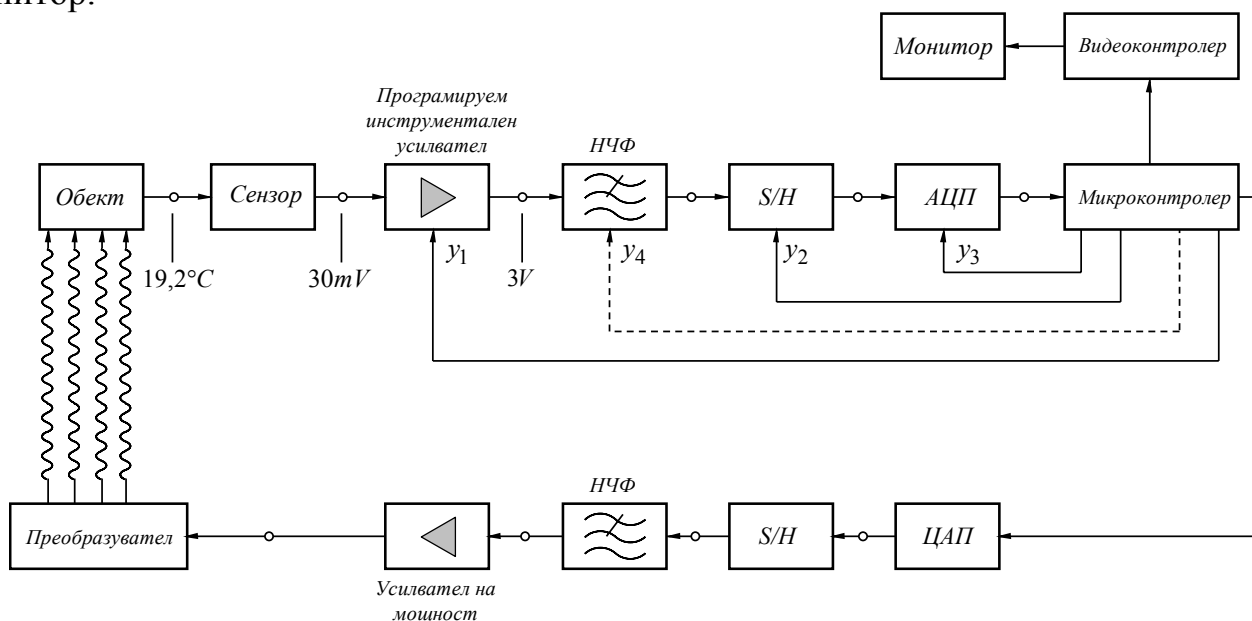 Монитор
Видеоконтролер
Програмируем
инструментален
усилвател
НЧФ
Обект
Сензор
S/H
АЦП
Микроконтролер
19,2°C
30mV
y1
3V
y4
y2
y3
НЧФ
Преобразувател
S/H
ЦАП
Усилвател на
мощност